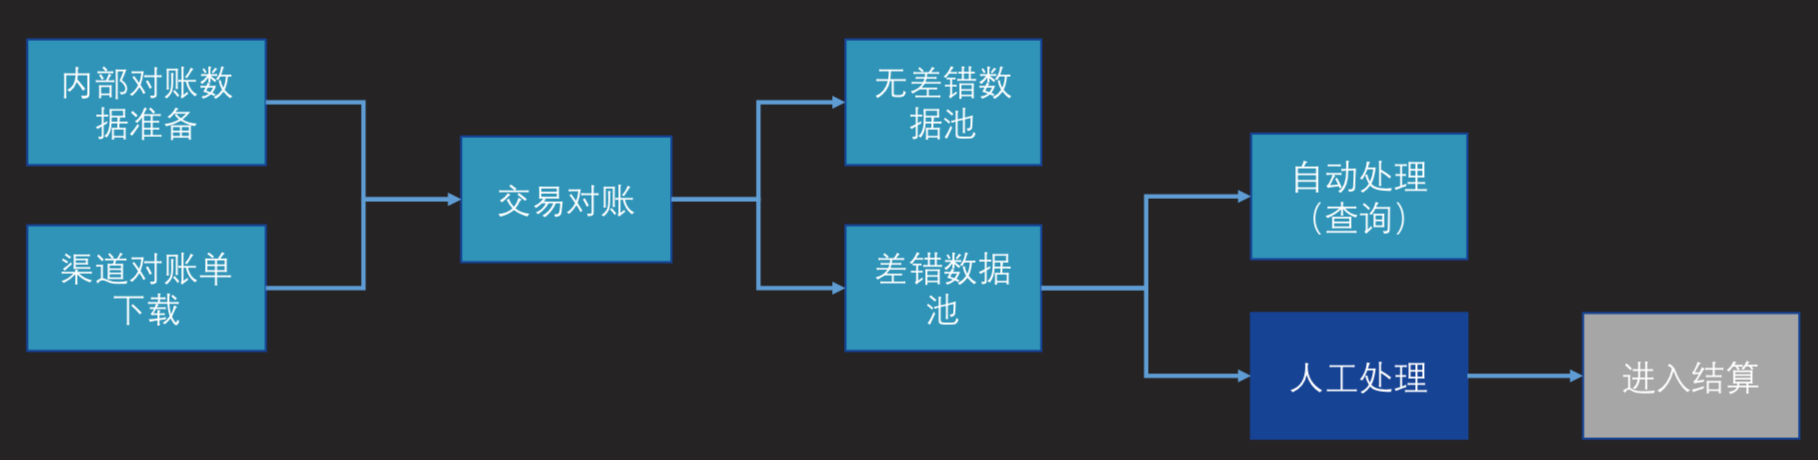 内部对账数
据准备
渠道对账单
下载
交易对账
无差错数
据池
差错数据
池
自动处理
（查询）
人工处理
进入结算